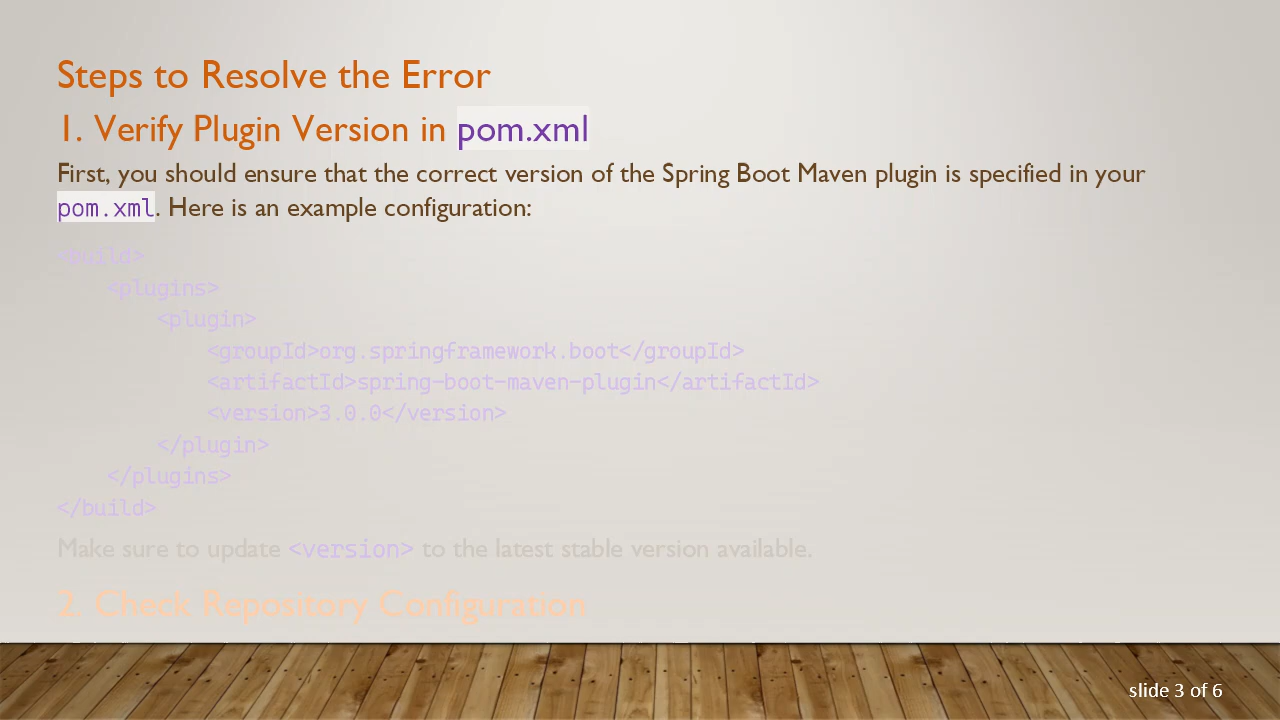 Steps to Resolve the Error
1. Verify Plugin Version in pom.xml
First, you should ensure that the correct version of the Spring Boot Maven plugin is specified in your
pom.xml. Here is an example configuration:
<build>
    <plugins>
        <plugin>
            <groupId>org.springframework.boot</groupId>
            <artifactId>spring-boot-maven-plugin</artifactId>
            <version>3.0.0</version>
        </plugin>
    </plugins>
</build>
Make sure to update <version> to the latest stable version available.
2. Check Repository Configuration
slide 3 of 6